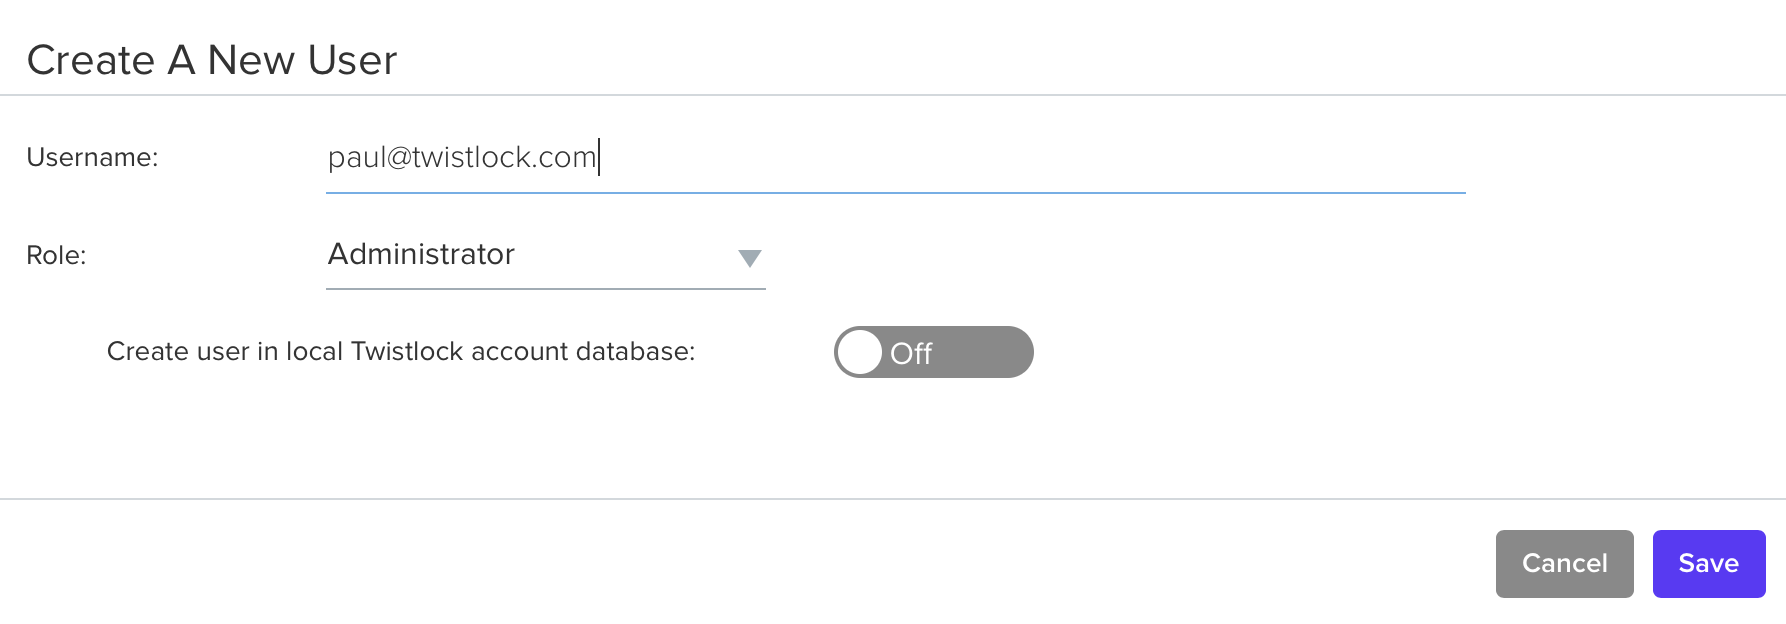 Create A New User
Username: paul@twistlock.com
Role: Administrator
Create user in local Twistlock account database: Off
Cancel Save